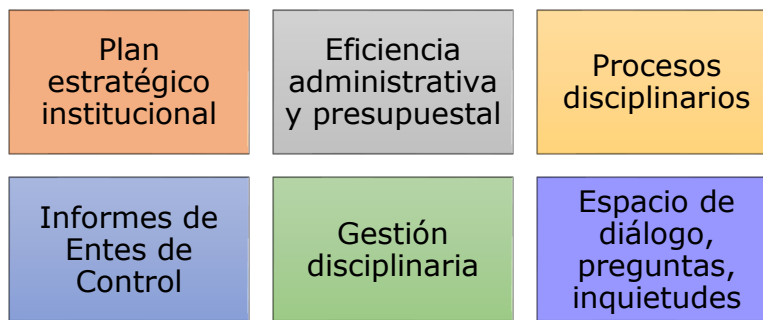 Plan
estratégico
institucional
Eficiencia
administrativa
y presupuestal
Procesos
disciplinarios
Informes de
Entes de
Control
Gestión
disciplinaria
Espacio de
diálogo,
preguntas,
inquietudes